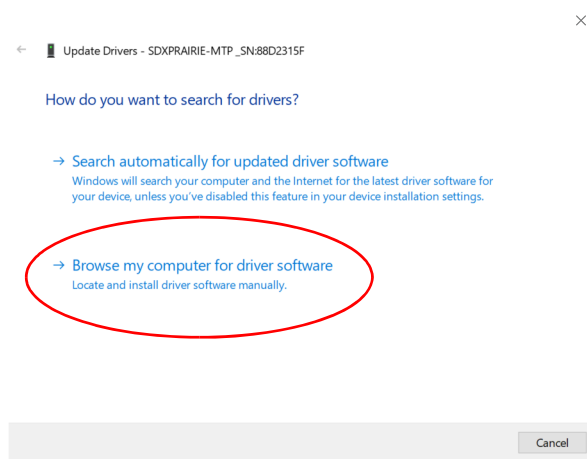 Update Drivers - SDXPRAIRIE-MTP _SN:88D2315F
How do you want to search for drivers?
→ Search automatically for updated driver software
Windows will search your computer and the Internet for the latest driver software for
your device, unless you've disabled this feature in your device installation settings.
→ Browse my computer for driver software
Locate and install driver software manually.
Cancel